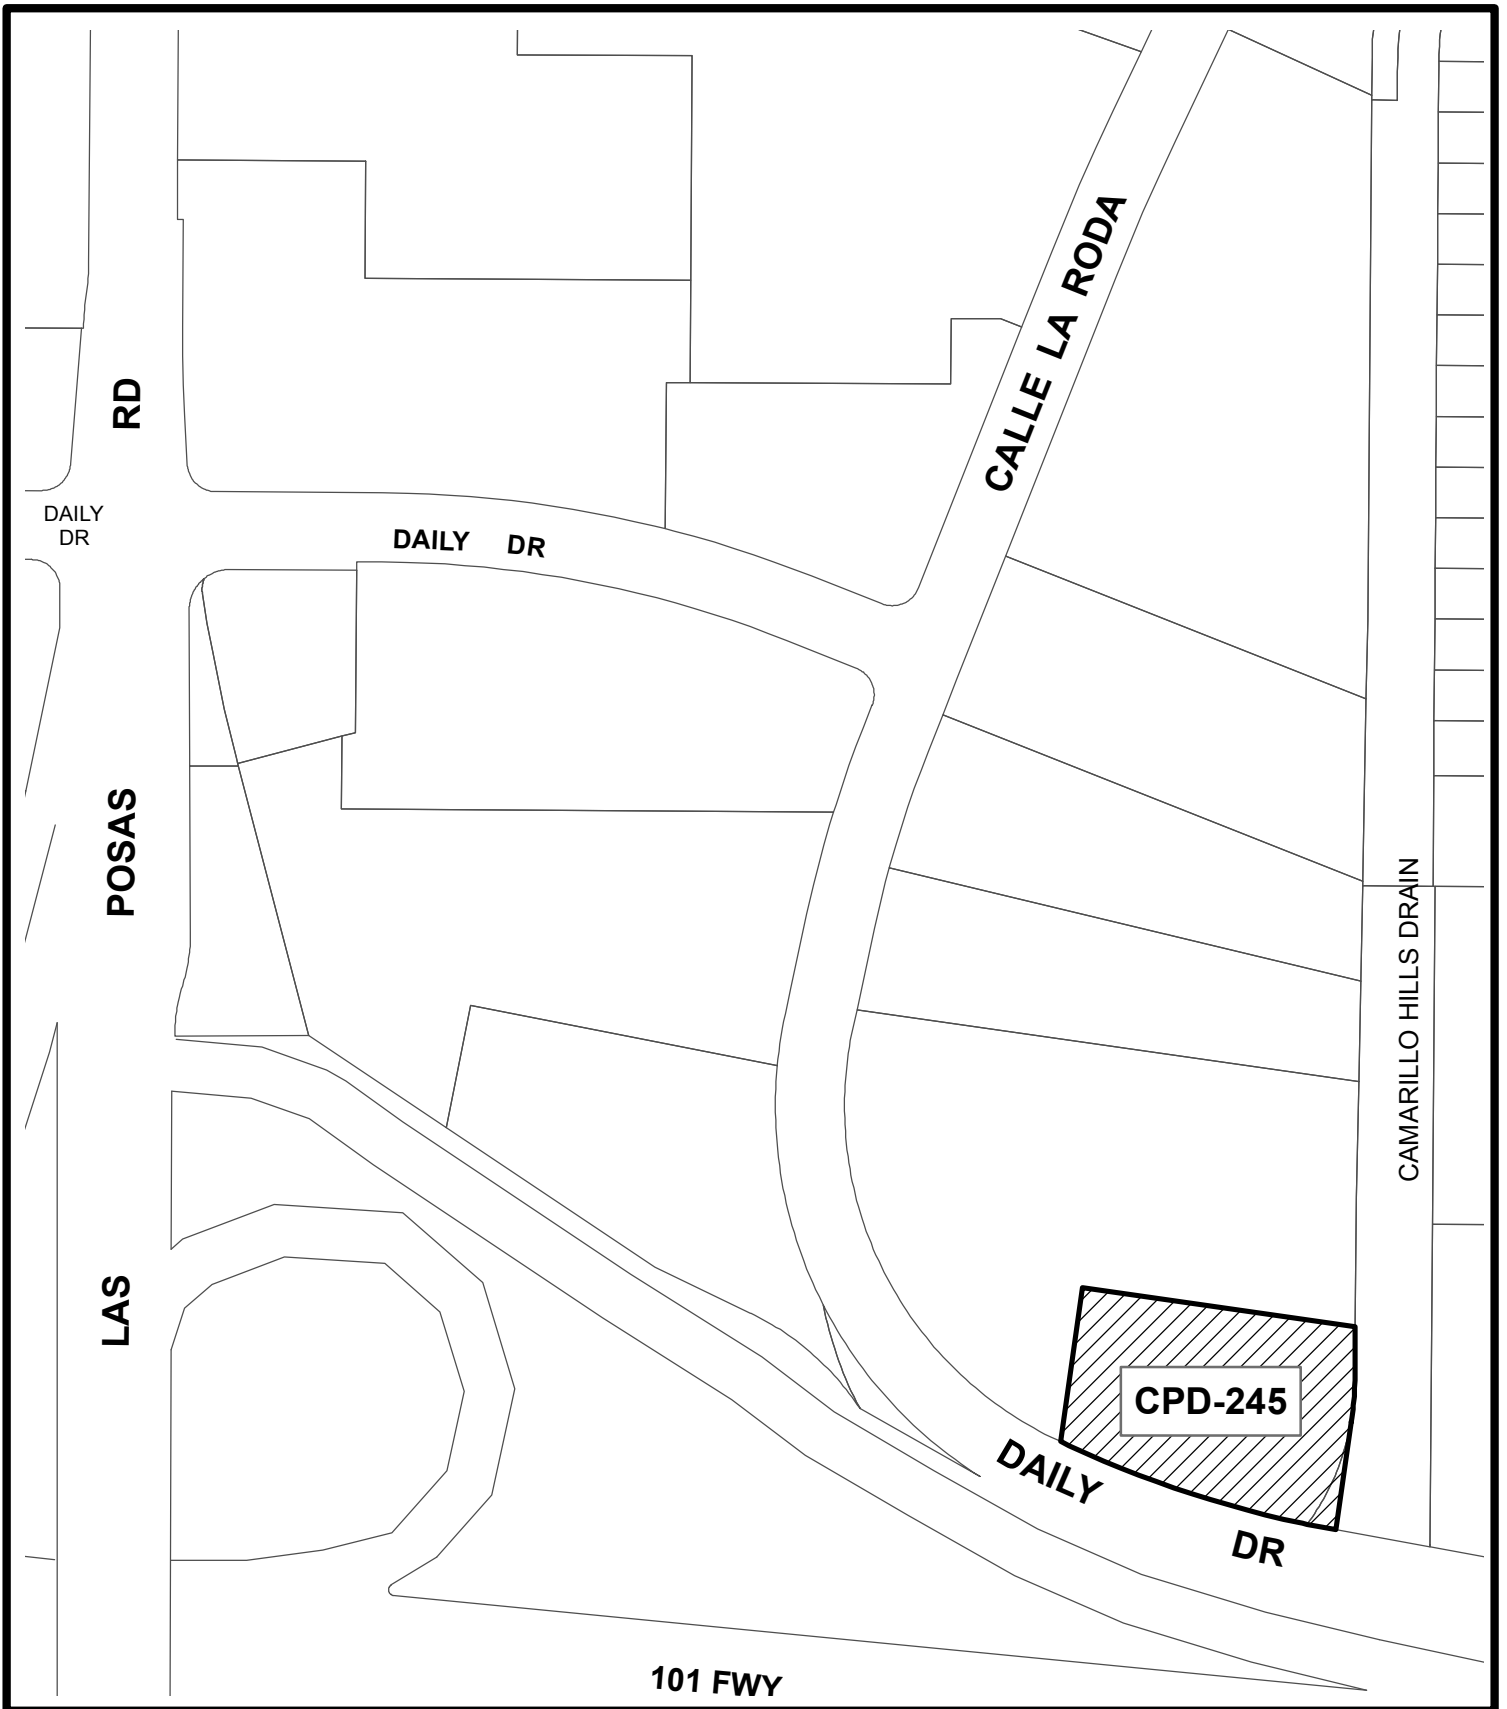 CALLE LA RODA
RD
DAILY
DR
DAILY DR
POSAS
CAMARILLO HILLS DRAIN
LAS
CPD-245
DAILY
DR
101 FWY